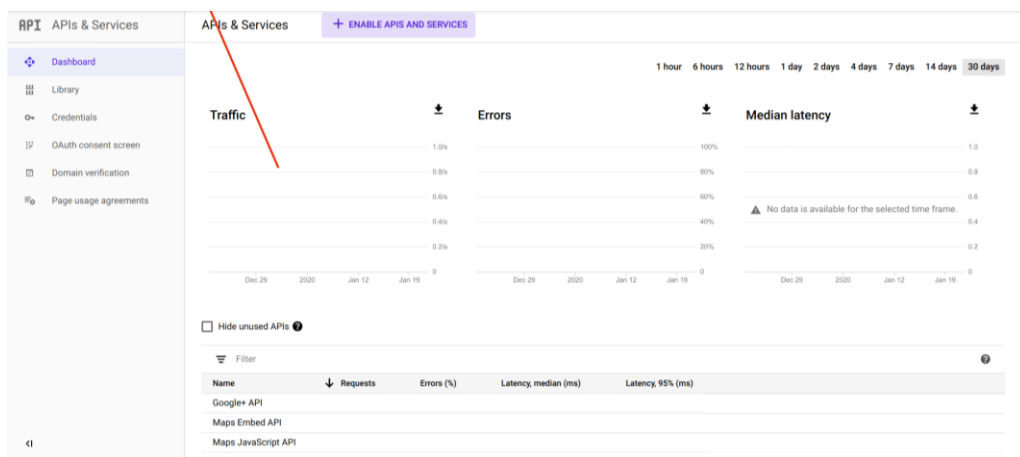 API APIs & Services
APIs & Services
+ ENABLE APIS AND SERVICES
Dashboard
Library
Credentials
OAuth consent screen
Domain verification
Page usage agreements
1 hour 6 hours 12 hours 1 day 2 days 4 days 7 days 14 days 30 days
Traffic
1.0/s
0.8/s
0.6/s
0.4/s
0.2/s
0
Dec 29 2020 Jan 12 Jan 19
Errors
100%
80%
60%
40%
20%
0
Dec 29 2020 Jan 12 Jan 19
Median latency
1.0
0.8
0.6
No data is available for the selected time frame.
0.4
0.2
0
Dec 29 2020 Jan 12 Jan 19
Hide unused APIs
Filter
Name Requests Errors (%) Latency, median (ms) Latency, 95% (ms)
Google+ API
Maps Embed API
Maps JavaScript API